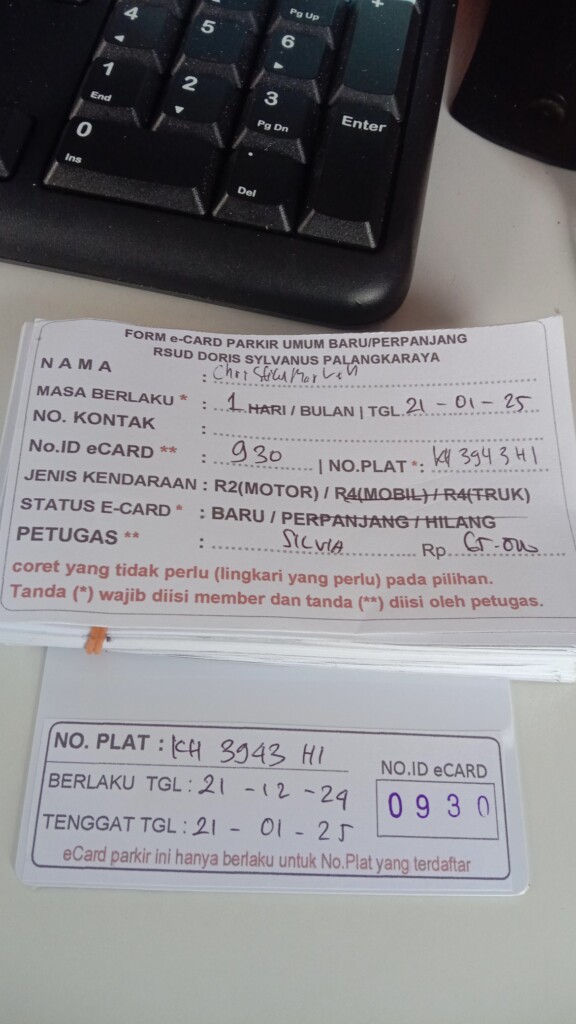 4
5
Pg Up
6
+
1
End
2
3
Pg Dn
Enter
0
Ins
.
Del
FORM e-CARD PARKIR UMUM BARU/PERPANJANG
RSUD DORIS SYLVANUS PALANGKARAYA
NAMA :
MASA BERLAKU * : 1 HARI / BULAN | TGL. 21 - 01 - 25
NO. KONTAK :
No.ID eCARD ** : 930 | NO.PLAT *: KH 3943 HI
JENIS KENDARAAN : R2(MOTOR) / R4(MOBIL) / R4(TRUK)
STATUS E-CARD * : BARU / PERPANJANG / HILANG
PETUGAS ** : SILVIA Rp
coret yang tidak perlu (lingkari yang perlu) pada pilihan.
Tanda (*) wajib diisi member dan tanda (**) diisi oleh petugas.
NO. PLAT : KH 3943 HI
NO.ID eCARD
BERLAKU TGL : 21 - 12 - 24
0930
TENGGAT TGL : 21 - 01 - 25
eCard parkir ini hanya berlaku untuk No.Plat yang terdaftar